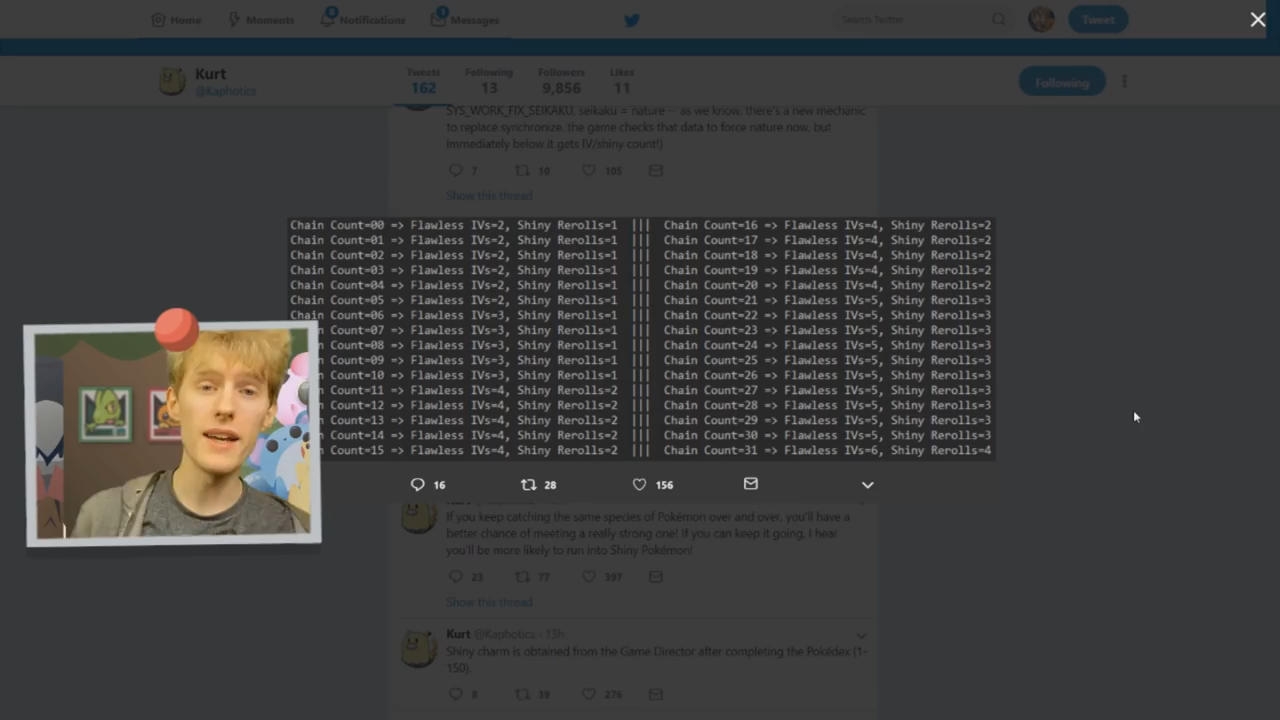 Home
Moments
Notifications
Messages
Search Twitter
Tweet
Kurt
@Kaphotics
Tweets
162
Following
13
Followers
9,856
Likes
11
Following
SYS_WORK_FIX_SEIKAKU, seikaku = nature -- as we know, there's a new mechanic
to replace synchronize. the game checks that data to force nature now, but
immediately below it gets IV/shiny count!)
7 10 105
Show this thread
Chain Count=00 => Flawless IVs=2, Shiny Rerolls=1 ||| Chain Count=16 => Flawless IVs=4, Shiny Rerolls=2
Chain Count=01 => Flawless IVs=2, Shiny Rerolls=1 ||| Chain Count=17 => Flawless IVs=4, Shiny Rerolls=2
Chain Count=02 => Flawless IVs=2, Shiny Rerolls=1 ||| Chain Count=18 => Flawless IVs=4, Shiny Rerolls=2
Chain Count=03 => Flawless IVs=2, Shiny Rerolls=1 ||| Chain Count=19 => Flawless IVs=4, Shiny Rerolls=2
Chain Count=04 => Flawless IVs=2, Shiny Rerolls=1 ||| Chain Count=20 => Flawless IVs=4, Shiny Rerolls=2
Chain Count=05 => Flawless IVs=2, Shiny Rerolls=1 ||| Chain Count=21 => Flawless IVs=5, Shiny Rerolls=3
Chain Count=06 => Flawless IVs=3, Shiny Rerolls=1 ||| Chain Count=22 => Flawless IVs=5, Shiny Rerolls=3
n Count=07 => Flawless IVs=3, Shiny Rerolls=1 ||| Chain Count=23 => Flawless IVs=5, Shiny Rerolls=3
n Count=08 => Flawless IVs=3, Shiny Rerolls=1 ||| Chain Count=24 => Flawless IVs=5, Shiny Rerolls=3
n Count=09 => Flawless IVs=3, Shiny Rerolls=1 ||| Chain Count=25 => Flawless IVs=5, Shiny Rerolls=3
n Count=10 => Flawless IVs=3, Shiny Rerolls=1 ||| Chain Count=26 => Flawless IVs=5, Shiny Rerolls=3
n Count=11 => Flawless IVs=4, Shiny Rerolls=2 ||| Chain Count=27 => Flawless IVs=5, Shiny Rerolls=3
n Count=12 => Flawless IVs=4, Shiny Rerolls=2 ||| Chain Count=28 => Flawless IVs=5, Shiny Rerolls=3
n Count=13 => Flawless IVs=4, Shiny Rerolls=2 ||| Chain Count=29 => Flawless IVs=5, Shiny Rerolls=3
n Count=14 => Flawless IVs=4, Shiny Rerolls=2 ||| Chain Count=30 => Flawless IVs=5, Shiny Rerolls=3
n Count=15 => Flawless IVs=4, Shiny Rerolls=2 ||| Chain Count=31 => Flawless IVs=6, Shiny Rerolls=4
16 28 156
If you keep catching the same species of Pokémon over and over, you'll have a
better chance of meeting a really strong one! If you can keep it going, I hear
you'll be more likely to run into Shiny Pokémon!
23 77 397
Show this thread
Kurt @Kaphotics · 13h
Shiny charm is obtained from the Game Director after completing the Pokédex (1-
150).
8 39 276